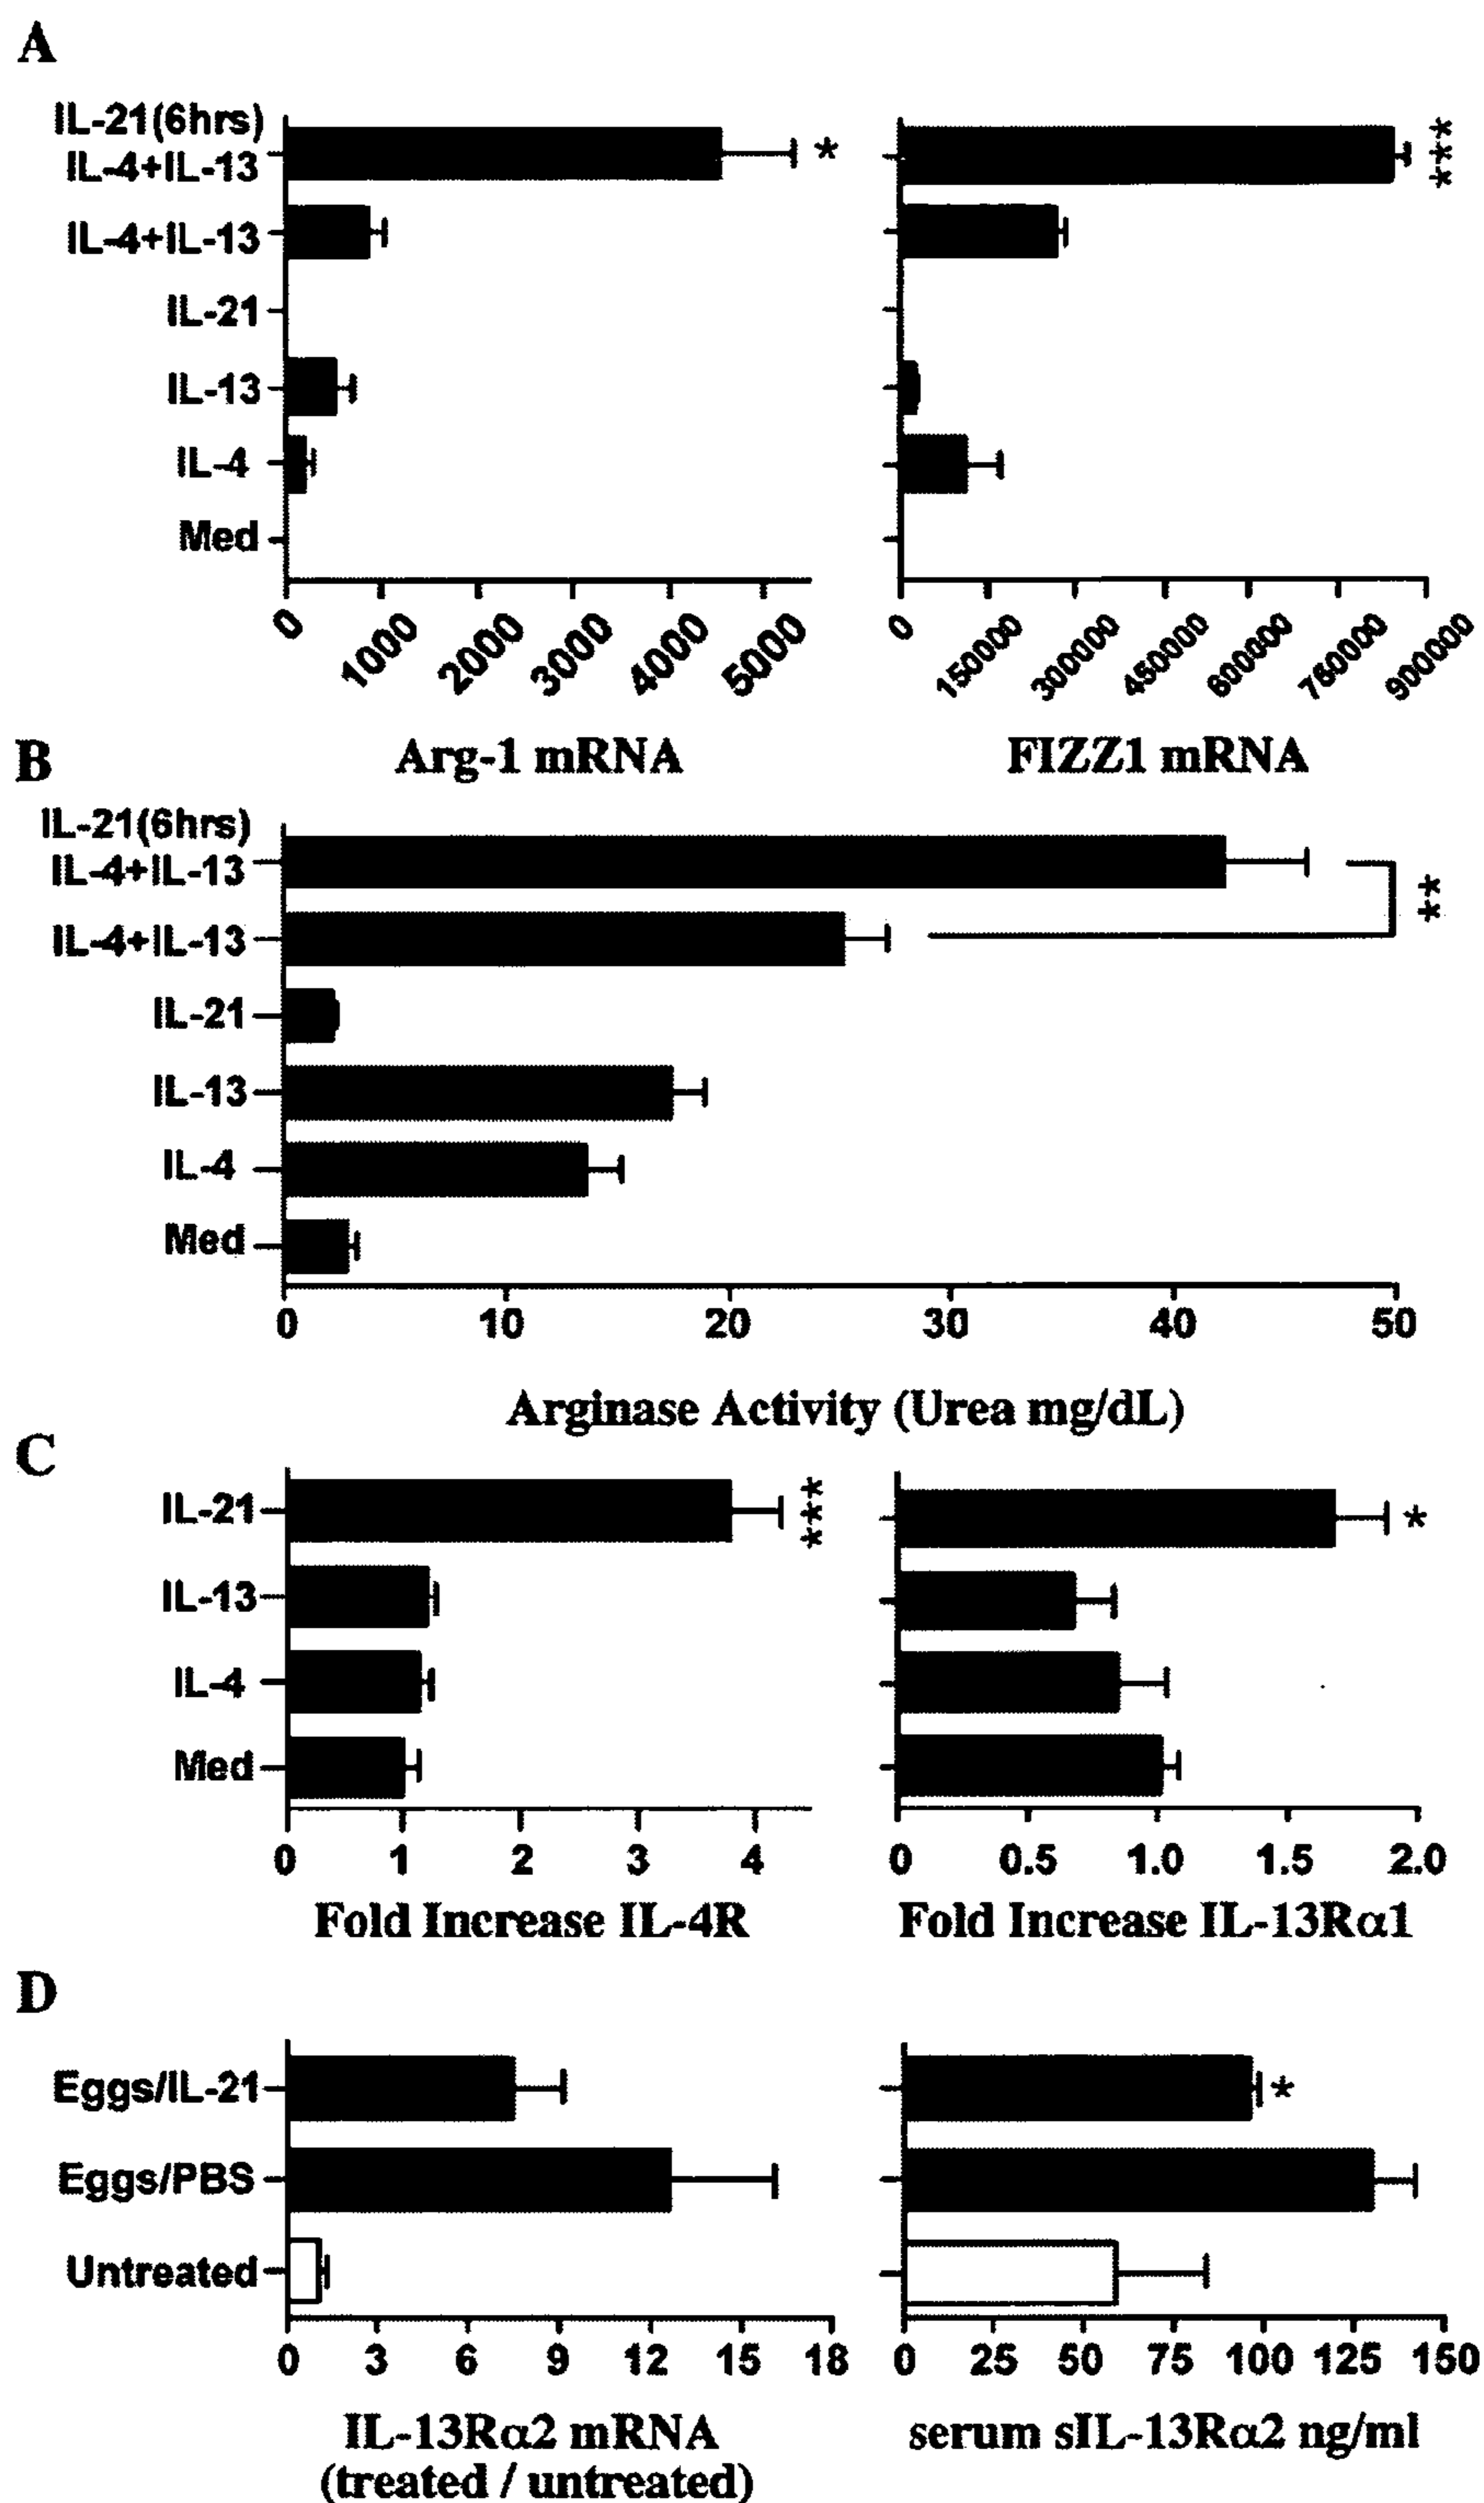 A
IL-21(6hrs)
IL-4+IL-13
IL-4+IL-13
IL-21
IL-13
IL-4
Med
*
***
0 1000 2000 3000 4000 5000
0 150000 300000 450000 600000 750000 900000
Arg-1 mRNA
FIZZ1 mRNA
B
IL-21(6hrs)
IL-4+IL-13
IL-4+IL-13
IL-21
IL-13
IL-4
Med
**
0 10 20 30 40 50
Arginase Activity (Urea mg/dL)
C
IL-21
IL-13
IL-4
Med
***
*
0 1 2 3 4
0 0.5 1.0 1.5 2.0
Fold Increase IL-4R
Fold Increase IL-13Rα1
D
Eggs/IL-21
Eggs/PBS
Untreated
*
0 3 6 9 12 15 18
0 25 50 75 100 125 150
IL-13Rα2 mRNA
(treated / untreated)
serum sIL-13Rα2 ng/ml